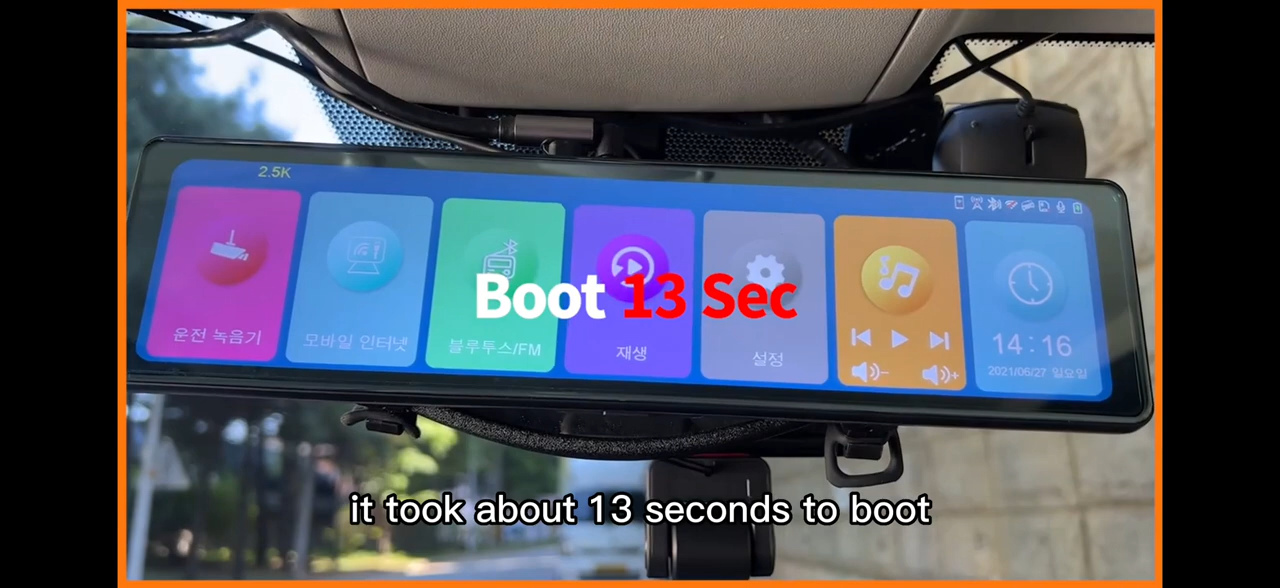 2.5K
운전 녹음기
모바일 인터넷
블루투스/FM
재생
설정
14:16
2021/06/27 일요일
Boot 13 Sec
it took about 13 seconds to boot